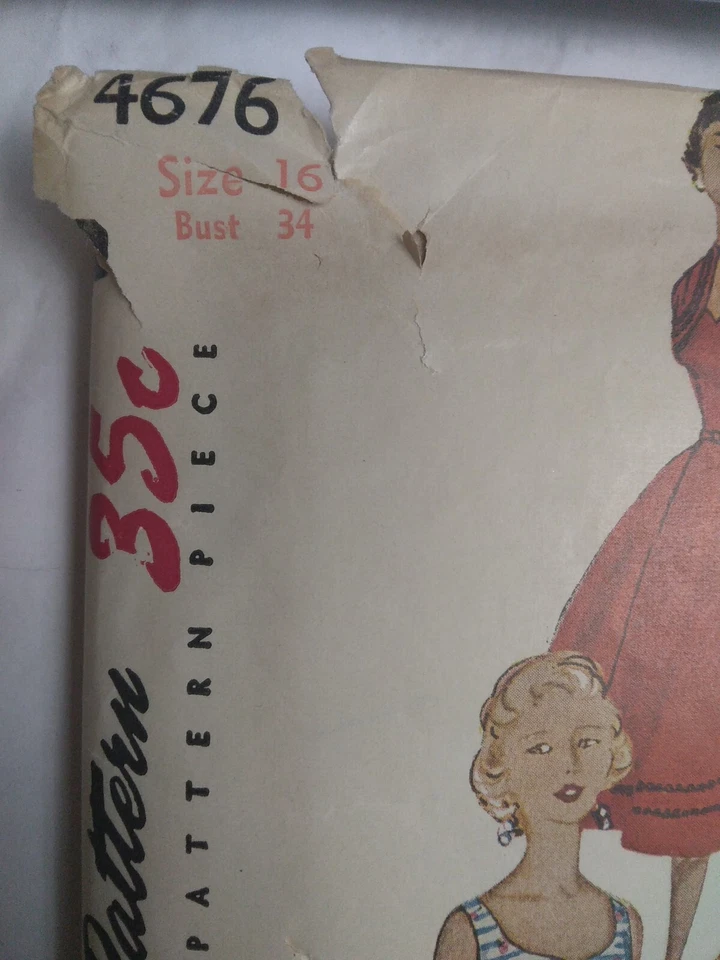 4676
Size 16
Bust 34
35c
Pattern
PATTERN PIECE